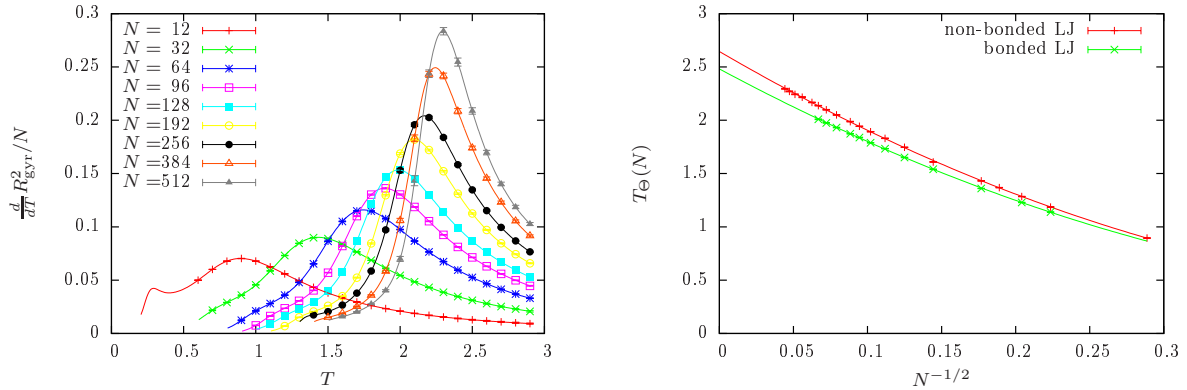 0.3
0.25
0.2
0.15
0.1
0.05
0
0 0.5 1 1.5 2 2.5 3
d/dT R²gyr/N
T
N = 12
N = 32
N = 64
N = 96
N =128
N =192
N =256
N =384
N =512
3
2.5
2
1.5
1
0.5
0
0 0.05 0.1 0.15 0.2 0.25 0.3
TΘ(N)
N−1/2
non-bonded LJ
bonded LJ